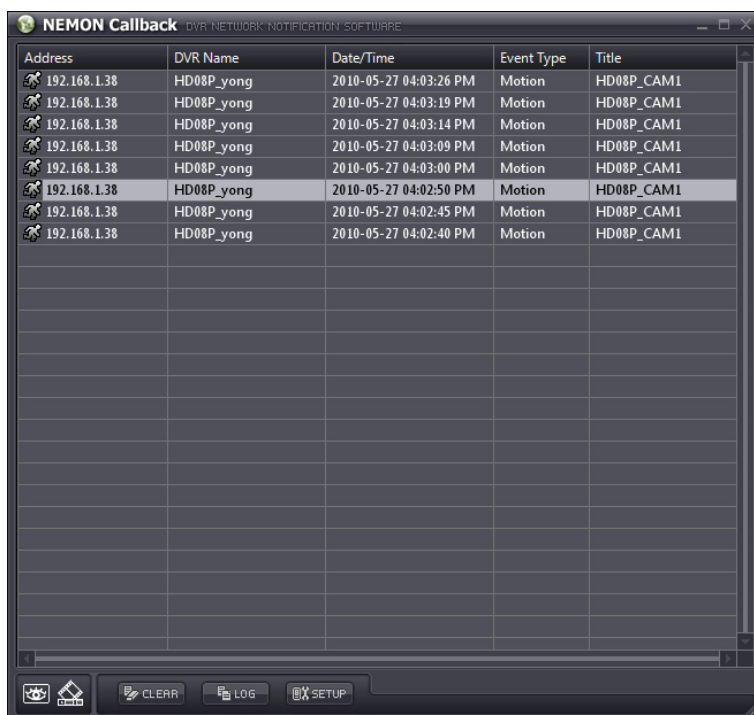 NEMON Callback DVR NETWORK NOTIFICATION SOFTWARE
Address DVR Name Date/Time Event Type Title
192.168.1.38 HD08P_yong 2010-05-27 04:03:26 PM Motion HD08P_CAM1
192.168.1.38 HD08P_yong 2010-05-27 04:03:19 PM Motion HD08P_CAM1
192.168.1.38 HD08P_yong 2010-05-27 04:03:14 PM Motion HD08P_CAM1
192.168.1.38 HD08P_yong 2010-05-27 04:03:09 PM Motion HD08P_CAM1
192.168.1.38 HD08P_yong 2010-05-27 04:03:00 PM Motion HD08P_CAM1
192.168.1.38 HD08P_yong 2010-05-27 04:02:50 PM Motion HD08P_CAM1
192.168.1.38 HD08P_yong 2010-05-27 04:02:45 PM Motion HD08P_CAM1
192.168.1.38 HD08P_yong 2010-05-27 04:02:40 PM Motion HD08P_CAM1
CLEAR LOG SETUP